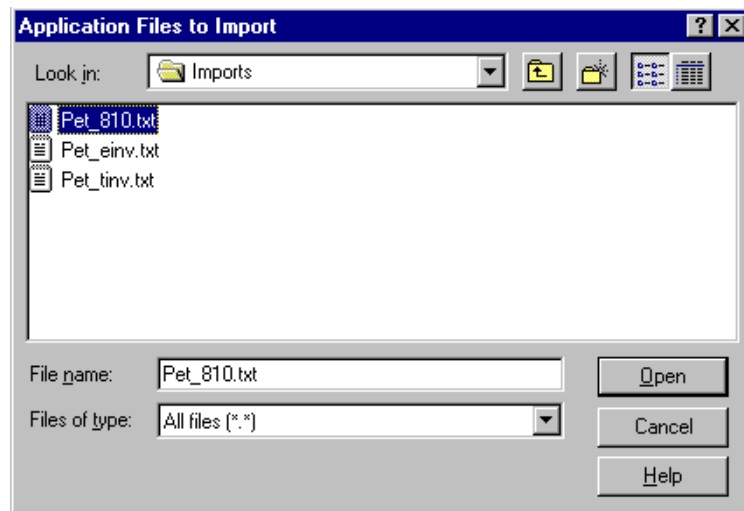 Application Files to Import
Look in: Imports
Pet_810.txt
Pet_einv.txt
Pet_tinv.txt
File name: Pet_810.txt Open
Files of type: All files (*.*) Cancel
Help